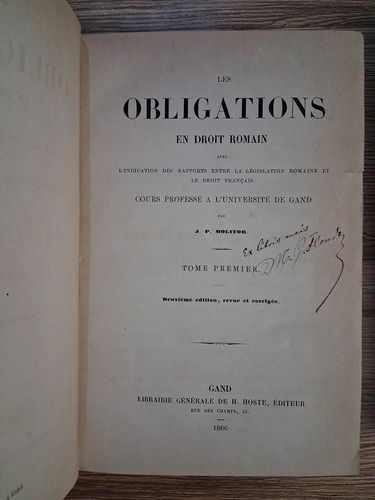 LES
OBLIGATIONS
EN DROIT ROMAIN
AVEC
L'INDICATION DES RAPPORTS ENTRE LA LÉGISLATION ROMAINE ET
LE DROIT FRANÇAIS
COURS PROFESSÉ A L'UNIVERSITÉ DE GAND
PAR
J. P. MOLITOR.
Ex libris meis
TOME PREMIER.
Deuxième édition, revue et corrigée.
GAND
LIBRAIRIE GÉNÉRALE DE H. HOSTE, ÉDITEUR
RUE DES CHAMPS,
1866